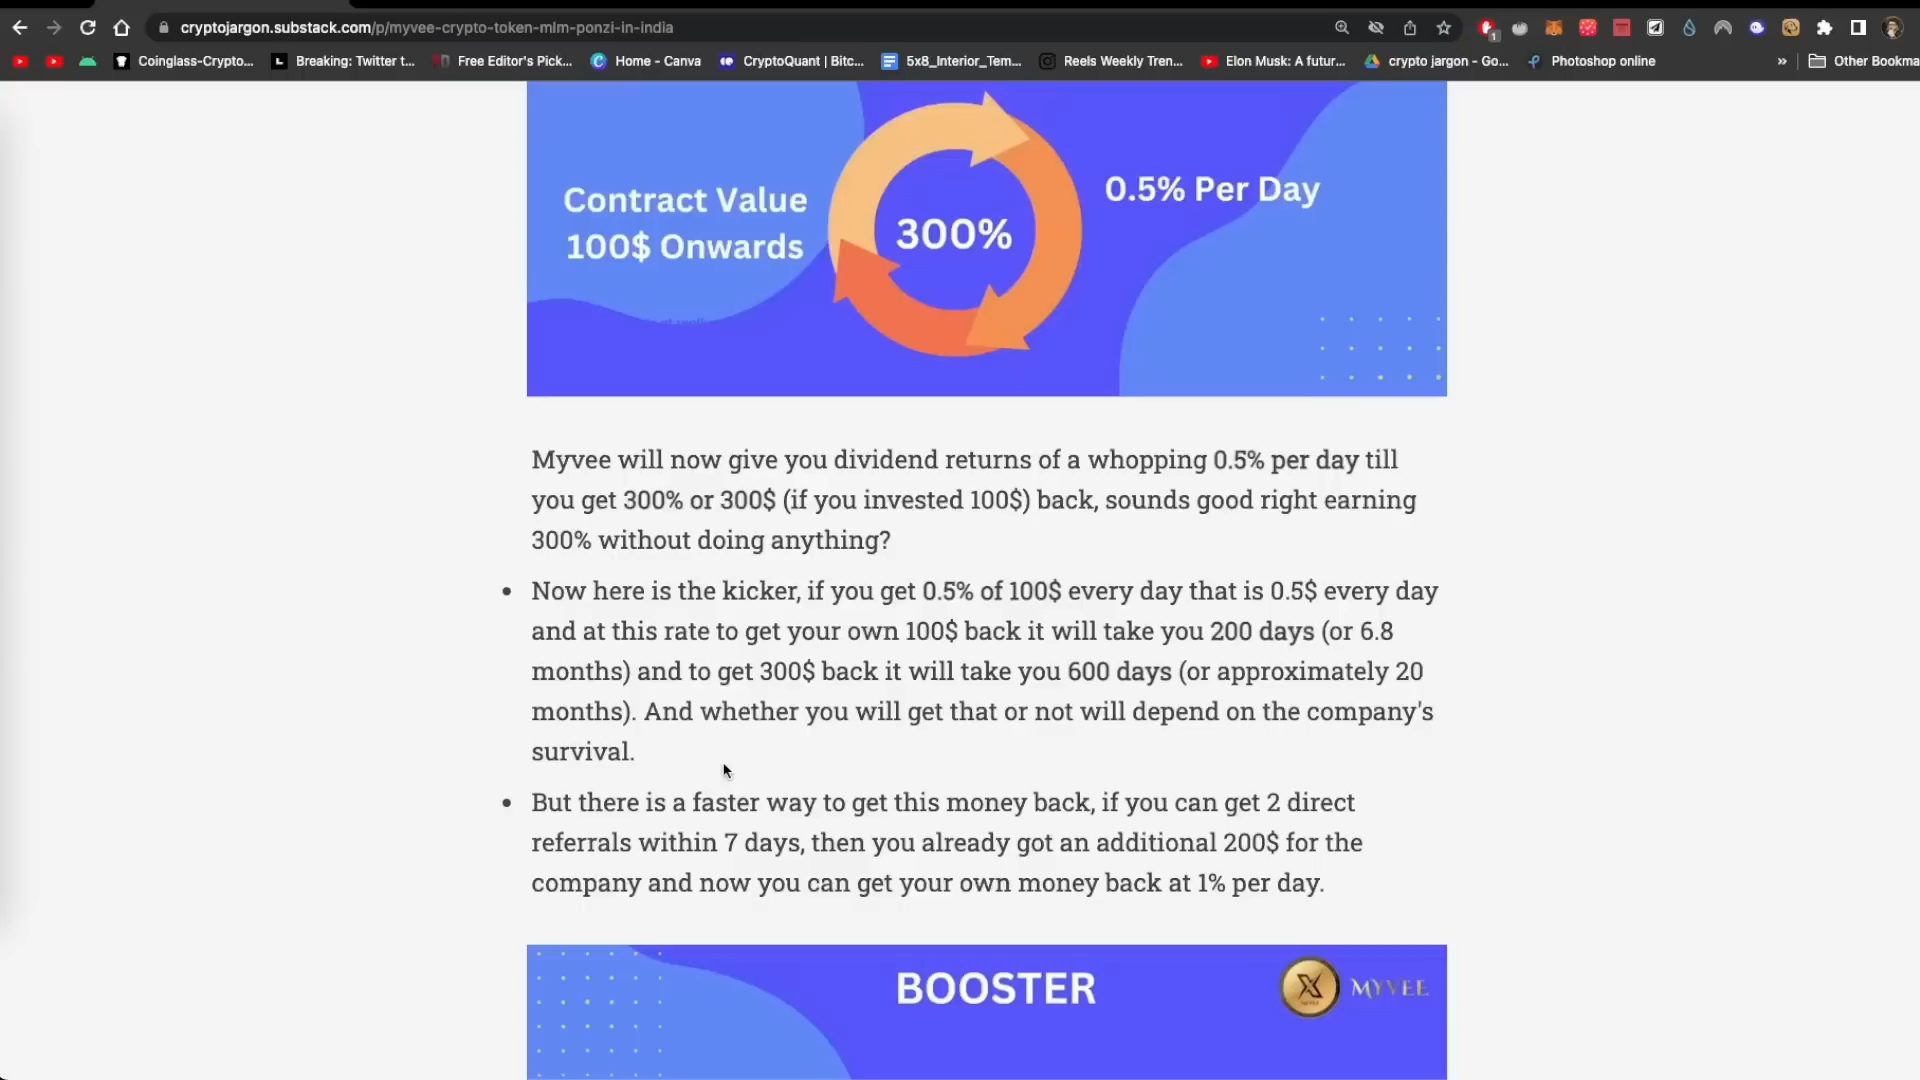 cryptojargon.substack.com/p/myvee-crypto-token-mlm-ponzi-in-india
1
Coinglass-Crypto... Breaking: Twitter t... Free Editor's Pick... Home - Canva CryptoQuant | Bitc... 5x8_Interior_Tem... Reels Weekly Tren... Elon Musk: A futur... crypto jargon - Go... Photoshop online » Other Bookma
Contract Value
100$ Onwards
300%
0.5% Per Day
Myvee will now give you dividend returns of a whopping 0.5% per day till
you get 300% or 300$ (if you invested 100$) back, sounds good right earning
300% without doing anything?
• Now here is the kicker, if you get 0.5% of 100$ every day that is 0.5$ every day
and at this rate to get your own 100$ back it will take you 200 days (or 6.8
months) and to get 300$ back it will take you 600 days (or approximately 20
months). And whether you will get that or not will depend on the company's
survival.
• But there is a faster way to get this money back, if you can get 2 direct
referrals within 7 days, then you already got an additional 200$ for the
company and now you can get your own money back at 1% per day.
BOOSTER
MYVEE